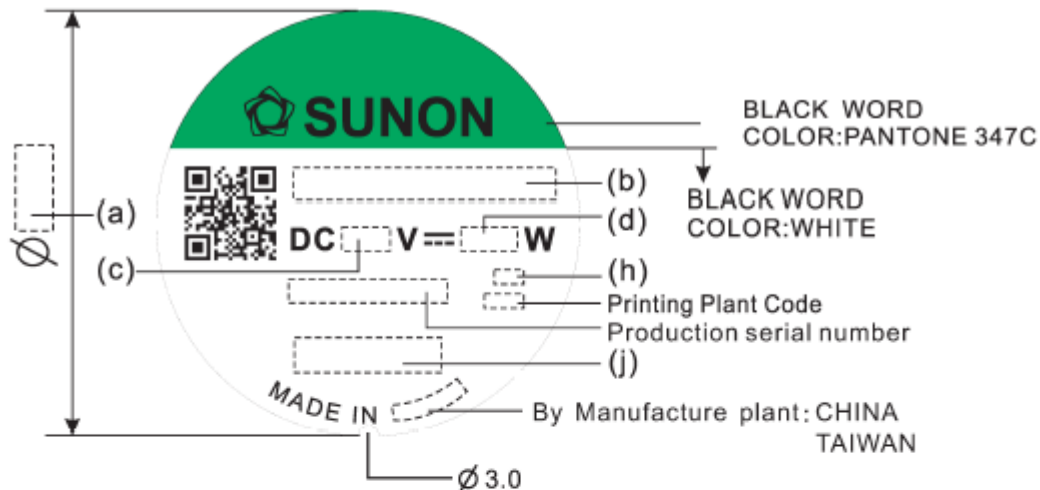 SUNON
BLACK WORD
COLOR:PANTONE 347C
(b)
BLACK WORD
COLOR:WHITE
(a)
(d)
DC V W
(c)
(h)
Printing Plant Code
Production serial number
(j)
MADE IN
By Manufacture plant: CHINA
TAIWAN
Ø
Ø 3.0